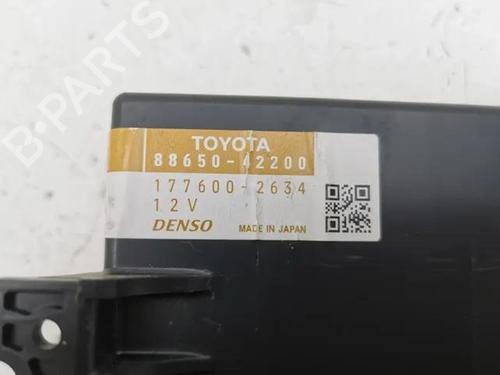 B-PARTS
TOYOTA
88650-42200
177600-2634
12V
DENSO MADE IN JAPAN